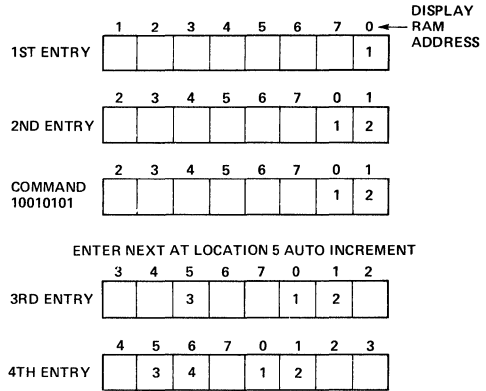 DISPLAY
1 2 3 4 5 6 7 0 RAM
ADDRESS
1ST ENTRY 1
2 3 4 5 6 7 0 1
2ND ENTRY 1 2
2 3 4 5 6 7 0 1
COMMAND
10010101 1 2
ENTER NEXT AT LOCATION 5 AUTO INCREMENT
3 4 5 6 7 0 1 2
3RD ENTRY 3 1 2
4 5 6 7 0 1 2 3
4TH ENTRY 3 4 1 2